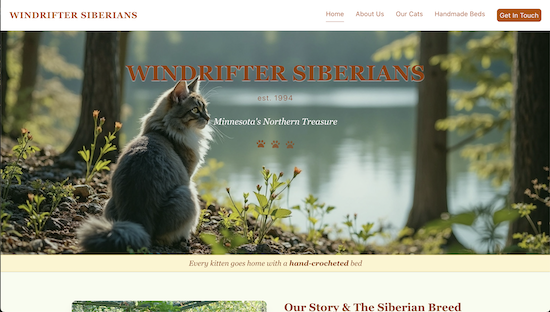 WINDRIFTER SIBERIANS
Home About Us Our Cats Handmade Beds Get In Touch
WINDRIFTER SIBERIANS
est. 1994
Minnesota's Northern Treasure
Every kitten goes home with a hand-crocheted bed
Our Story & The Siberian Breed